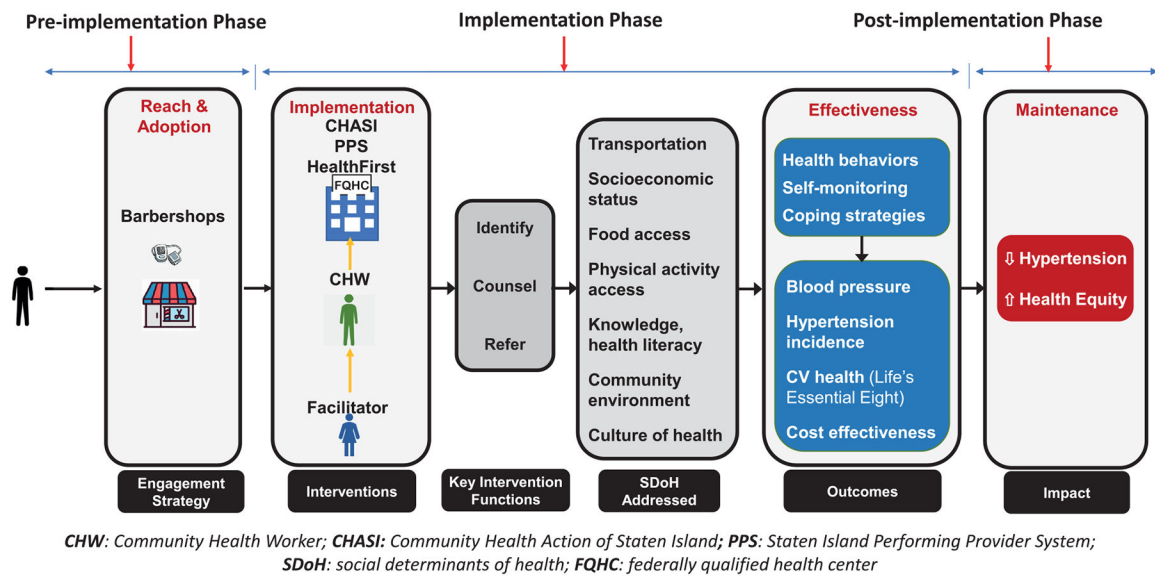 Pre-implementation Phase
Implementation Phase
Post-implementation Phase
Reach &
Adoption
Barbershops
Implementation
CHASI
PPS
HealthFirst
FQHC
CHW
Facilitator
Identify
Counsel
Refer
Transportation
Socioeconomic
status
Food access
Physical activity
access
Knowledge,
health literacy
Community
environment
Culture of health
Effectiveness
Health behaviors
Self-monitoring
Coping strategies
Blood pressure
Hypertension
incidence
CV health (Life's
Essential Eight)
Cost effectiveness
Maintenance
⇩ Hypertension
⇧ Health Equity
Engagement
Strategy
Interventions
Key Intervention
Functions
SDoH
Addressed
Outcomes
Impact
CHW: Community Health Worker; CHASI: Community Health Action of Staten Island; PPS: Staten Island Performing Provider System;
SDoH: social determinants of health; FQHC: federally qualified health center